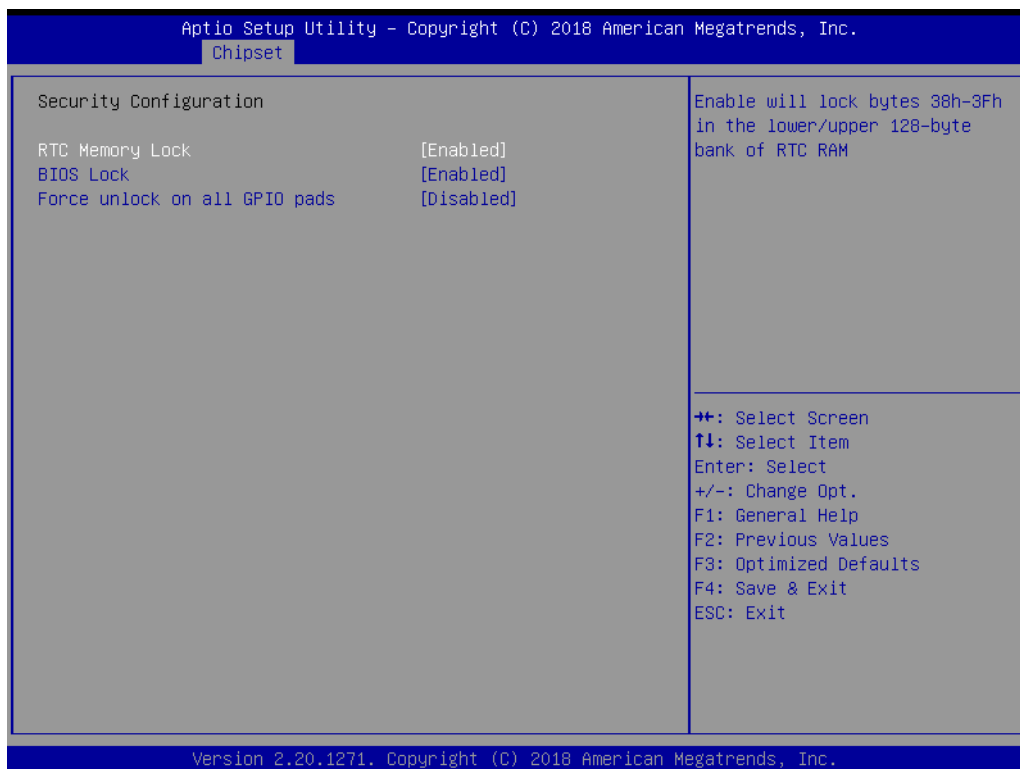 Aptio Setup Utility – Copyright (C) 2018 American Megatrends, Inc.
Chipset
Security Configuration
RTC Memory Lock [Enabled]
BIOS Lock [Enabled]
Force unlock on all GPIO pads [Disabled]
Enable will lock bytes 38h-3Fh
in the lower/upper 128-byte
bank of RTC RAM
→←: Select Screen
↑↓: Select Item
Enter: Select
+/-: Change Opt.
F1: General Help
F2: Previous Values
F3: Optimized Defaults
F4: Save & Exit
ESC: Exit
Version 2.20.1271. Copyright (C) 2018 American Megatrends, Inc.